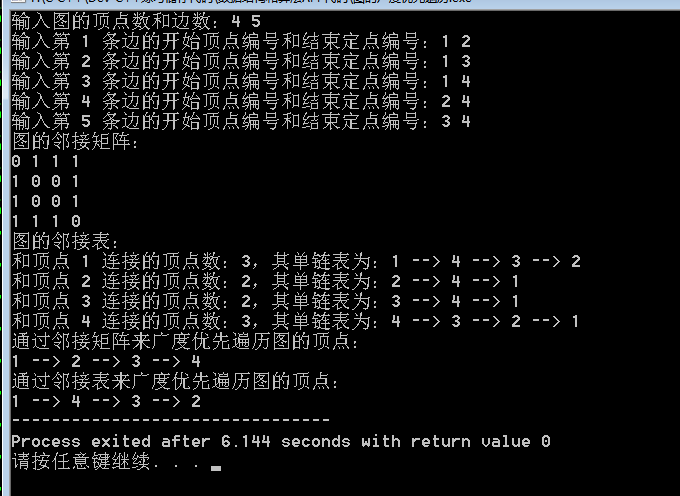 输入图的顶点数和边数：4 5
输入第 1 条边的开始顶点编号和结束定点编号：1 2
输入第 2 条边的开始顶点编号和结束定点编号：1 3
输入第 3 条边的开始顶点编号和结束定点编号：1 4
输入第 4 条边的开始顶点编号和结束定点编号：2 4
输入第 5 条边的开始顶点编号和结束定点编号：3 4
图的邻接矩阵：
0 1 1 1
1 0 0 1
1 0 0 1
1 1 1 0
图的邻接表：
和顶点 1 连接的顶点数：3，其单链表为：1 --> 4 --> 3 --> 2
和顶点 2 连接的顶点数：2，其单链表为：2 --> 4 --> 1
和顶点 3 连接的顶点数：2，其单链表为：3 --> 4 --> 1
和顶点 4 连接的顶点数：3，其单链表为：4 --> 3 --> 2 --> 1
通过邻接矩阵来广度优先遍历图的顶点：
1 --> 2 --> 3 --> 4
通过邻接表来广度优先遍历图的顶点：
1 --> 4 --> 3 --> 2
--------------------------------
Process exited after 6.144 seconds with return value 0
请按任意键继续. . .